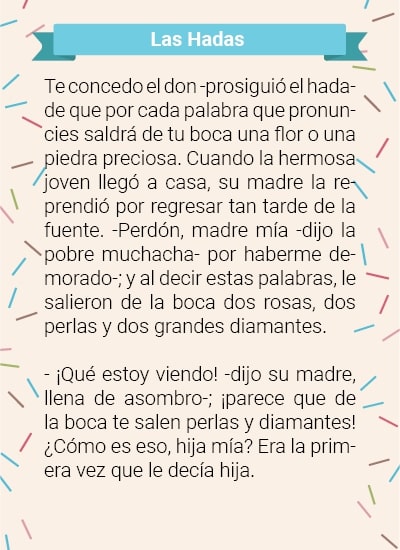 Las Hadas
Te concedo el don -prosiguió el hada-
de que por cada palabra que pronun-
cies saldrá de tu boca una flor o una
piedra preciosa. Cuando la hermosa
joven llegó a casa, su madre la re-
prendió por regresar tan tarde de la
fuente. -Perdón, madre mía -dijo la
pobre muchacha- por haberme de-
morado-; y al decir estas palabras, le
salieron de la boca dos rosas, dos
perlas y dos grandes diamantes.
- ¡Qué estoy viendo! -dijo su madre,
llena de asombro-; ¡parece que de
la boca te salen perlas y diamantes!
¿Cómo es eso, hija mía? Era la prim-
era vez que le decía hija.